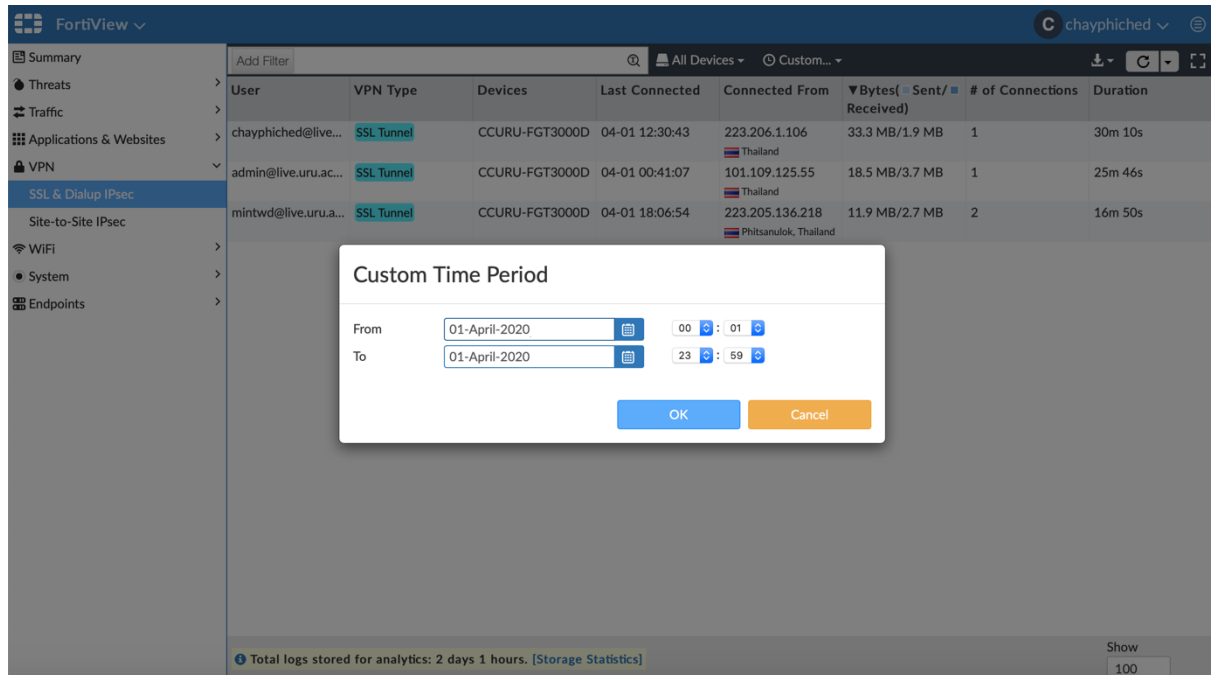 FortiView
C chayphiched
Summary
Threats
Traffic
Applications & Websites
VPN
SSL & Dialup IPsec
Site-to-Site IPsec
WiFi
System
Endpoints
Add Filter
All Devices
Custom...
User VPN Type Devices Last Connected Connected From ▼Bytes( Sent/ # of Connections Duration
Received)
chayphiched@live... SSL Tunnel CCURU-FGT3000D 04-01 12:30:43 223.206.1.106 33.3 MB/1.9 MB 1 30m 10s
Thailand
admin@live.uru.ac... SSL Tunnel CCURU-FGT3000D 04-01 00:41:07 101.109.125.55 18.5 MB/3.7 MB 1 25m 46s
Thailand
mintwd@live.uru.a... SSL Tunnel CCURU-FGT3000D 04-01 18:06:54 223.205.136.218 11.9 MB/2.7 MB 2 16m 50s
Phitsanulok, Thailand
Custom Time Period
From 01-April-2020 00 : 01
To 01-April-2020 23 : 59
OK Cancel
Total logs stored for analytics: 2 days 1 hours. [Storage Statistics]
Show
100